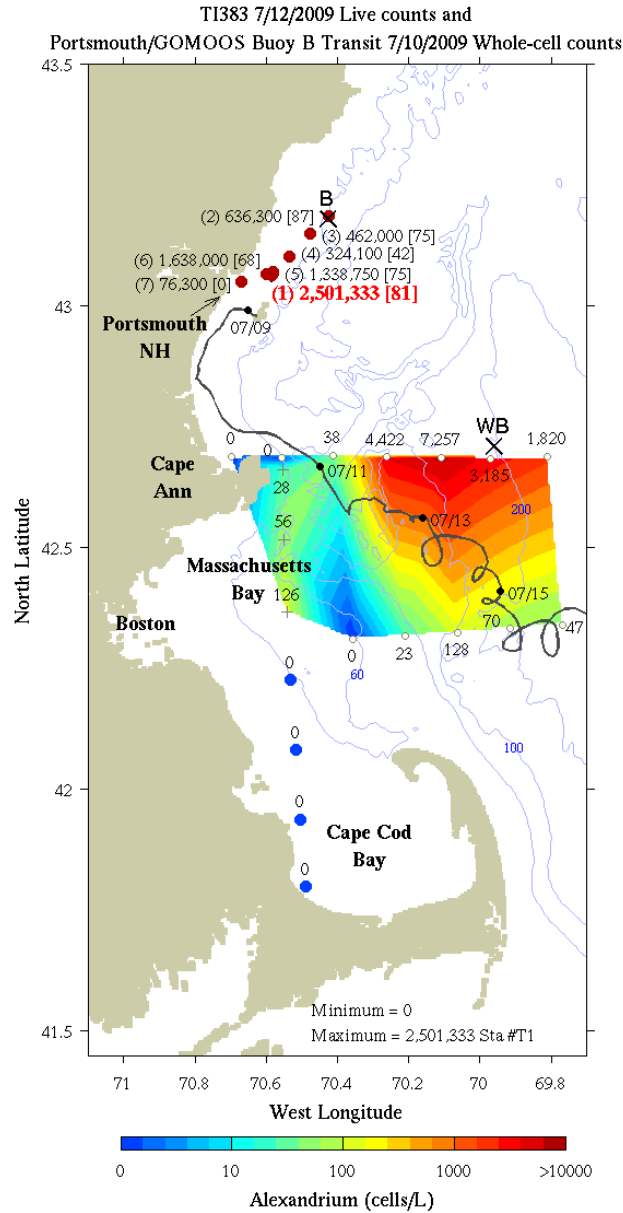 TI383 7/12/2009 Live counts and
Portsmouth/GOMOOS Buoy B Transit 7/10/2009 Whole-cell counts
43.5
B
(2) 636,300 [87]
(3) 462,000 [75]
(4) 324,100 [42]
(6) 1,638,000 [68]
(5) 1,338,750 [75]
(7) 76,300 [0]
(1) 2,501,333 [81]
43
Portsmouth
NH
07/09
WB
0
0
38
4,422
7,257
1,820
Cape
Ann
07/11
3,185
28
200
07/13
56
42.5
North Latitude
Massachusetts
Bay
07/15
126
Boston
70
47
0
23
128
0
60
100
0
42
0
Cape Cod
Bay
0
Minimum = 0
Maximum = 2,501,333 Sta #T1
41.5
71
70.8
70.6
70.4
70.2
70
69.8
West Longitude
0
10
100
1000
>10000
Alexandrium (cells/L)